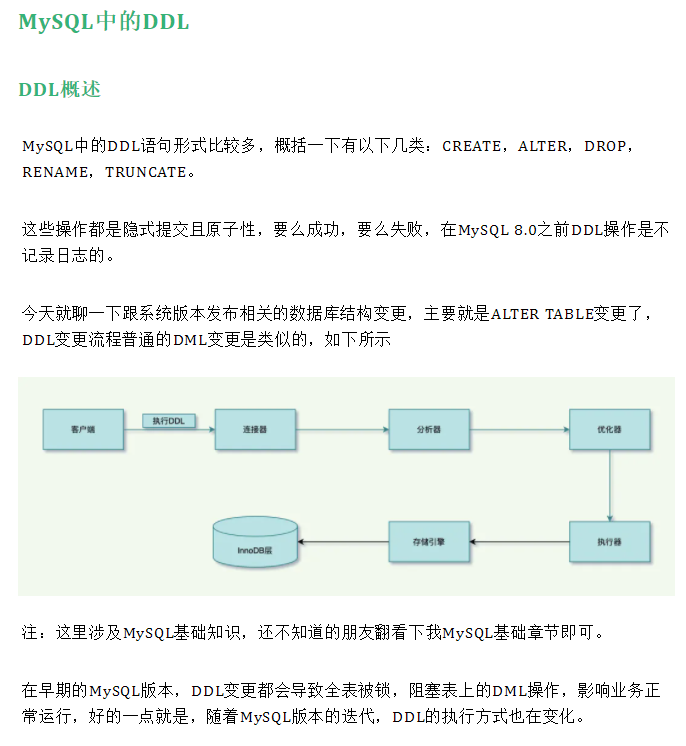 MySQL中的DDL
DDL概述
MySQL中的DDL语句形式比较多，概括一下有以下几类：CREATE，ALTER，DROP，
RENAME，TRUNCATE。
这些操作都是隐式提交且原子性，要么成功，要么失败，在MySQL 8.0之前DDL操作是不
记录日志的。
今天就聊一下跟系统版本发布相关的数据库结构变更，主要就是ALTER TABLE变更了，
DDL变更流程普通的DML变更是类似的，如下所示
客户端
执行DDL
连接器
分析器
优化器
InnoDB层
存储引擎
执行器
注：这里涉及MySQL基础知识，还不知道的朋友翻看下我MySQL基础章节即可。
在早期的MySQL版本，DDL变更都会导致全表被锁，阻塞表上的DML操作，影响业务正
常运行，好的一点就是，随着MySQL版本的迭代，DDL的执行方式也在变化。